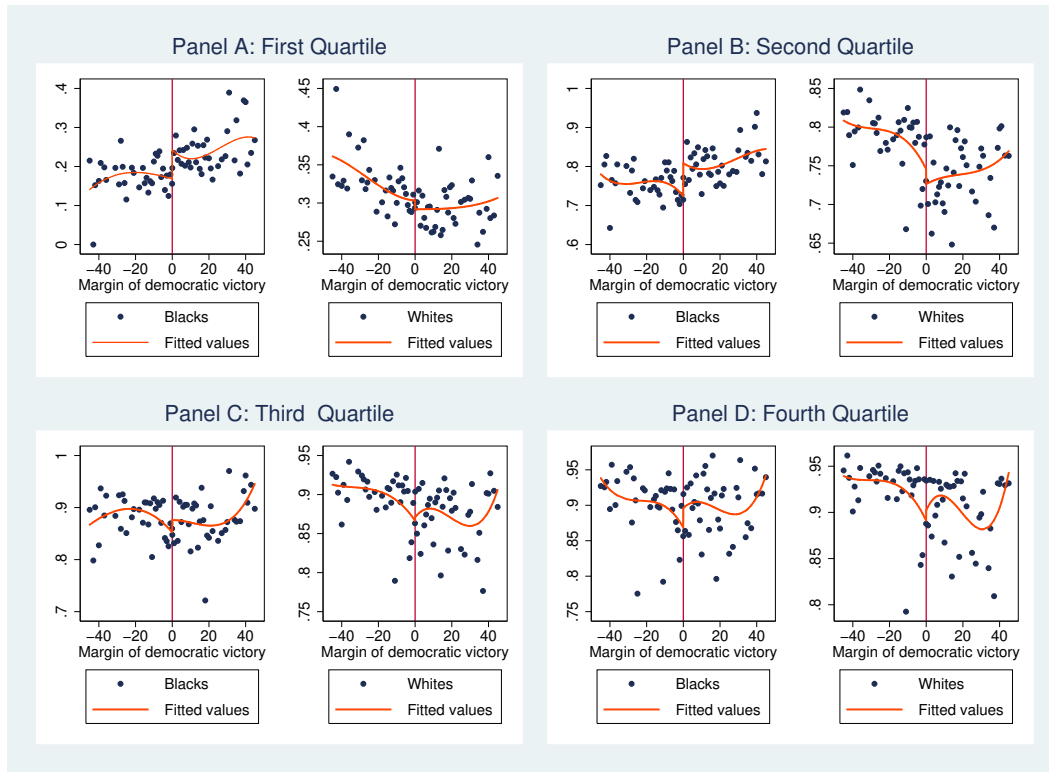 Panel A: First Quartile
0 .1 .2 .3 .4
−40 −20 0 20 40
Margin of democratic victory
Blacks
Fitted values
.25 .3 .35 .4 .45
−40 −20 0 20 40
Margin of democratic victory
Whites
Fitted values
Panel B: Second Quartile
.6 .7 .8 .9 1
−40 −20 0 20 40
Margin of democratic victory
Blacks
Fitted values
.65 .7 .75 .8 .85
−40 −20 0 20 40
Margin of democratic victory
Whites
Fitted values
Panel C: Third  Quartile
.7 .8 .9 1
−40 −20 0 20 40
Margin of democratic victory
Blacks
Fitted values
.75 .8 .85 .9 .95
−40 −20 0 20 40
Margin of democratic victory
Whites
Fitted values
Panel D: Fourth Quartile
.75 .8 .85 .9 .95
−40 −20 0 20 40
Margin of democratic victory
Blacks
Fitted values
.8 .85 .9 .95
−40 −20 0 20 40
Margin of democratic victory
Whites
Fitted values